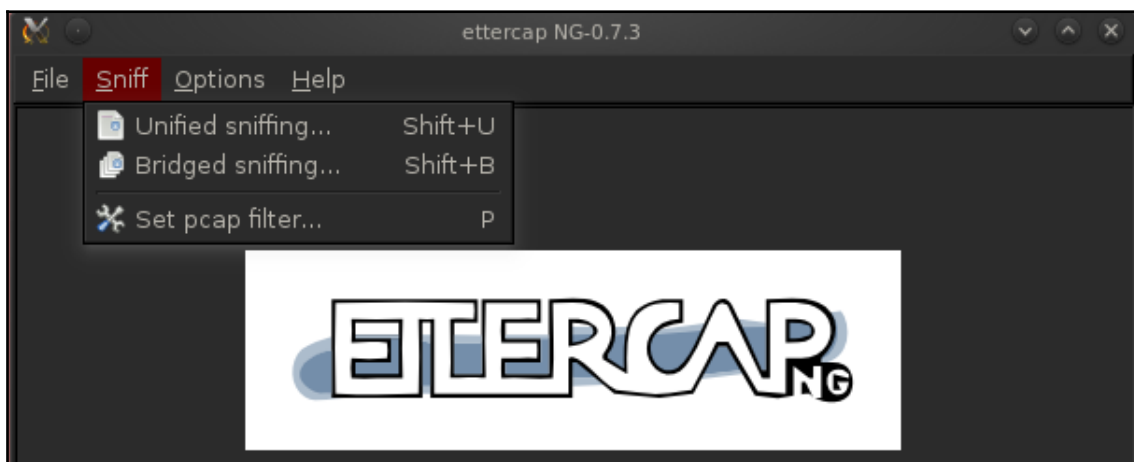 ettercap NG-0.7.3
File Sniff Options Help
Unified sniffing... Shift+U
Bridged sniffing... Shift+B
Set pcap filter... P
ETTERCAP
NG